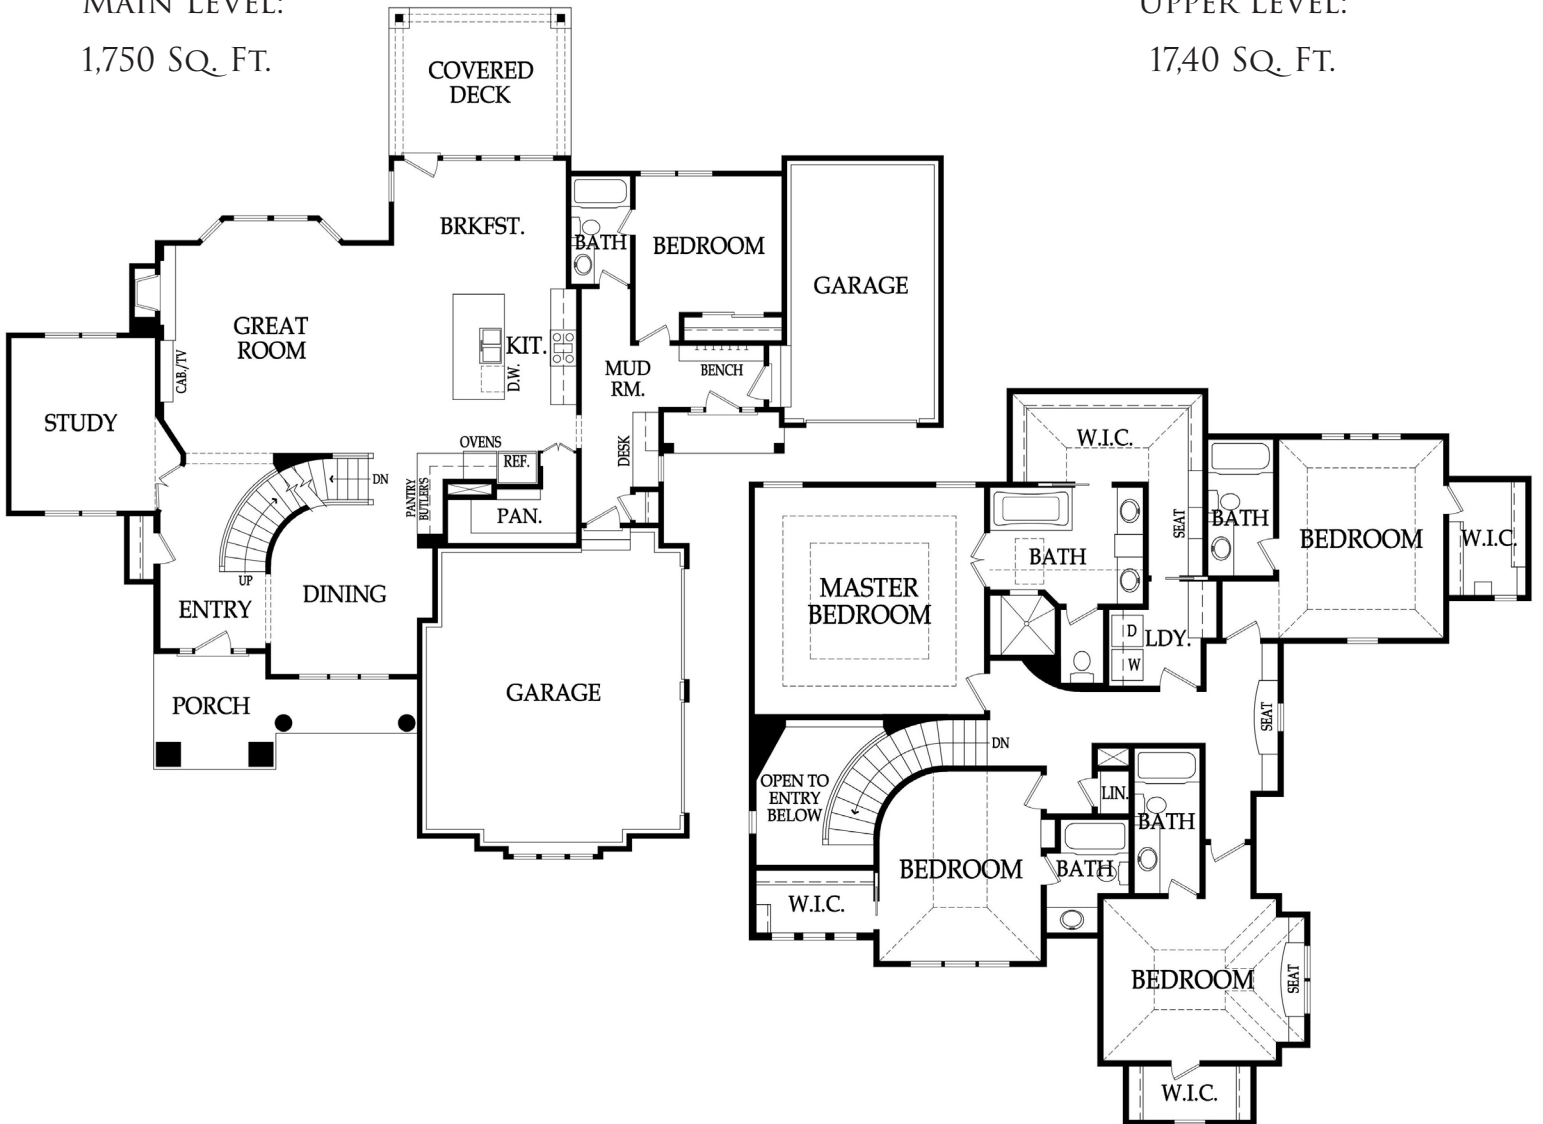 MAIN LEVEL:
1,750 SQ. FT.
UPPER LEVEL:
17,40 SQ. FT.
COVERED
DECK
BRKFST.
BATH
BEDROOM
GARAGE
GREAT
ROOM
KIT.
D.W.
CAB./TV
MUD
RM.
BENCH
STUDY
OVENS
REF.
DESK
DN
PANTRY
BUTLERS
PAN.
UP
ENTRY
DINING
PORCH
GARAGE
W.I.C.
SEAT
BATH
BEDROOM
W.I.C.
BATH
MASTER
BEDROOM
D
W
LDY.
SEAT
DN
OPEN TO
ENTRY
BELOW
LIN.
BATH
BEDROOM
BATH
W.I.C.
BEDROOM
SEAT
W.I.C.